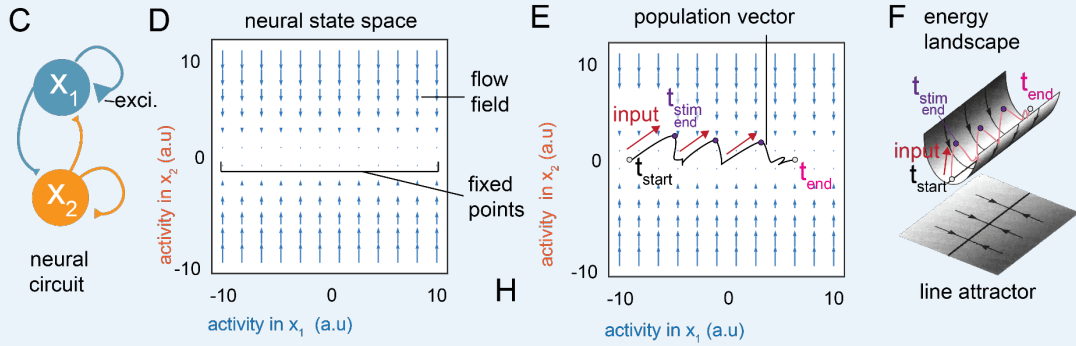 C
x1
exci.
x2
neural
circuit
D
neural state space
10
0
-10
activity in x2 (a.u)
flow
field
fixed
points
-10
0
10
activity in x1 (a.u)
H
E
population vector
10
0
-10
activity in x2 (a.u)
input
tstim
end
tstart
tend
-10
0
10
activity in x1 (a.u)
F
energy
landscape
tstim
end
tend
input
tstart
line attractor